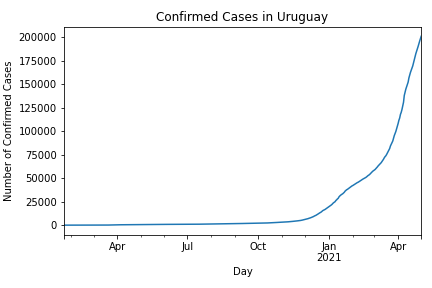 Confirmed Cases in Uruguay
Number of Confirmed Cases
200000
175000
150000
125000
100000
75000
50000
25000
0
Apr
Jul
Oct
Jan
2021
Apr
Day